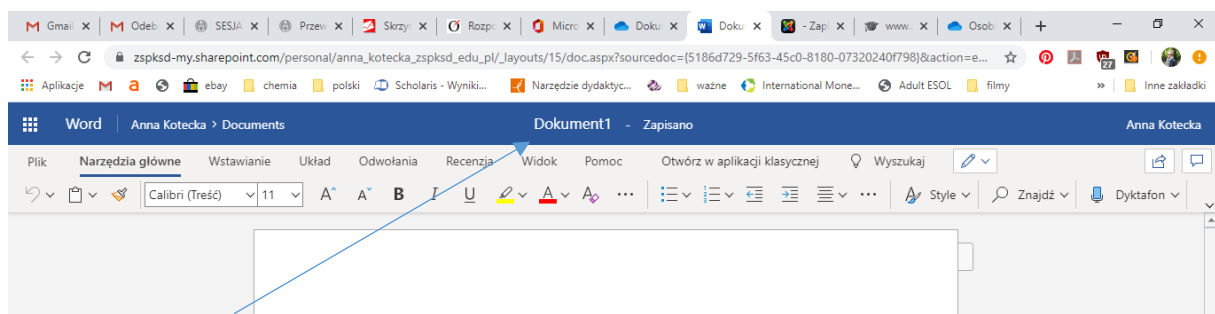 Gmail Odeb SESJA Przew Skrzyn Rozpo Micro Doku Doku - Zapl www. Osob
zspksd-my.sharepoint.com/personal/anna_kotecka_zspksd_edu_pl/_layouts/15/doc.aspx?sourcedoc={5186d729-5f63-45c0-8180-07320240f798}&action=e... 27
Aplikacje ebay chemia polski Scholaris - Wyniki... Narzędzie dydaktyc... ważne International Mone... Adult ESOL filmy » Inne zakładki
Word Anna Kotecka > Documents Dokument1 - Zapisano Anna Kotecka
Plik Narzędzia główne Wstawianie Układ Odwołania Recenzja Widok Pomoc Otwórz w aplikacji klasycznej Wyszukaj
Calibri (Treść) 11 A A B I U A A ... ... Style Znajdź Dyktafon